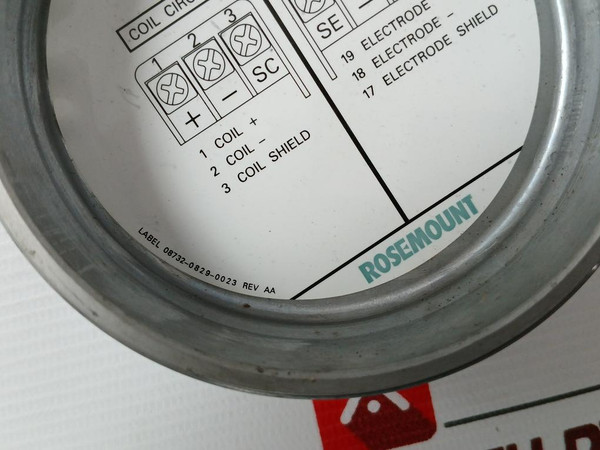 COIL CIRCU
1 2 3
+ − SC
1 COIL +
2 COIL −
3 COIL SHIELD
SE −
19 ELECTRODE
18 ELECTRODE −
17 ELECTRODE SHIELD
LABEL 08732-0829-0023 REV AA
ROSEMOUNT